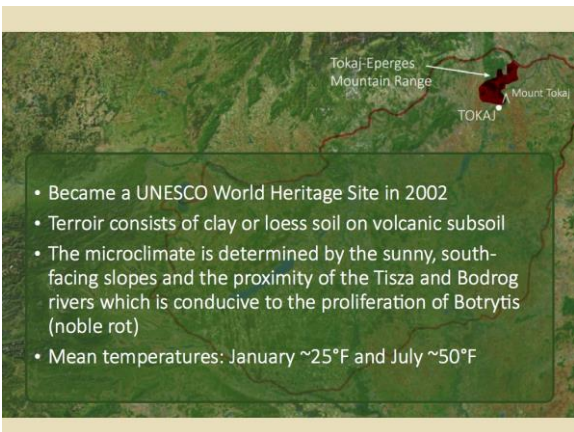 Tokaj-Eperges
Mountain Range
Mount Tokaj
TOKAJ
• Became a UNESCO World Heritage Site in 2002
• Terroir consists of clay or loess soil on volcanic subsoil
• The microclimate is determined by the sunny, south-
facing slopes and the proximity of the Tisza and Bodrog
rivers which is conducive to the proliferation of Botrytis
(noble rot)
• Mean temperatures: January ~25°F and July ~50°F